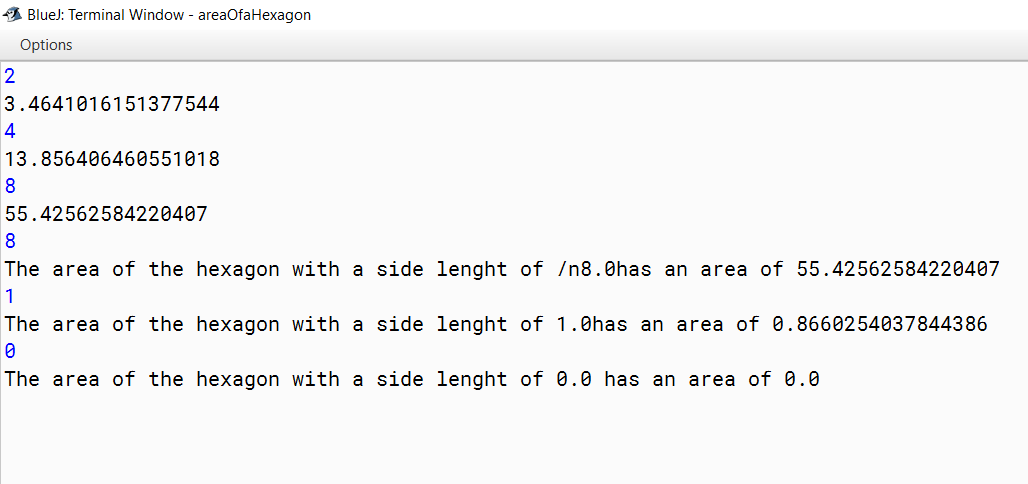 BlueJ: Terminal Window - areaOfaHexagon
Options
2
3.4641016151377544
4
13.856406460551018
8
55.42562584220407
8
The area of the hexagon with a side lenght of /n8.0has an area of 55.42562584220407
1
The area of the hexagon with a side lenght of 1.0has an area of 0.8660254037844386
0
The area of the hexagon with a side lenght of 0.0 has an area of 0.0